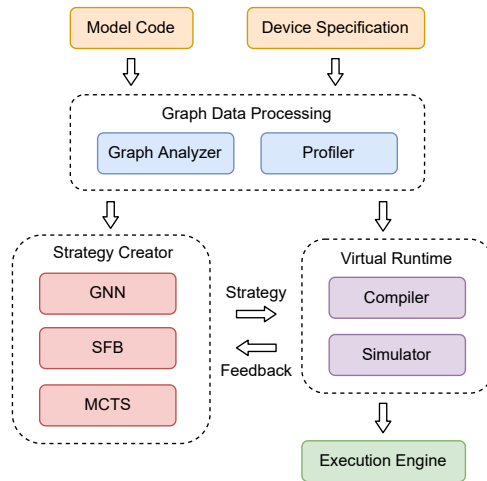 Model Code
Device Specification
Graph Data Processing
Graph Analyzer
Profiler
Strategy Creator
GNN
SFB
MCTS
Strategy
Feedback
Virtual Runtime
Compiler
Simulator
Execution Engine